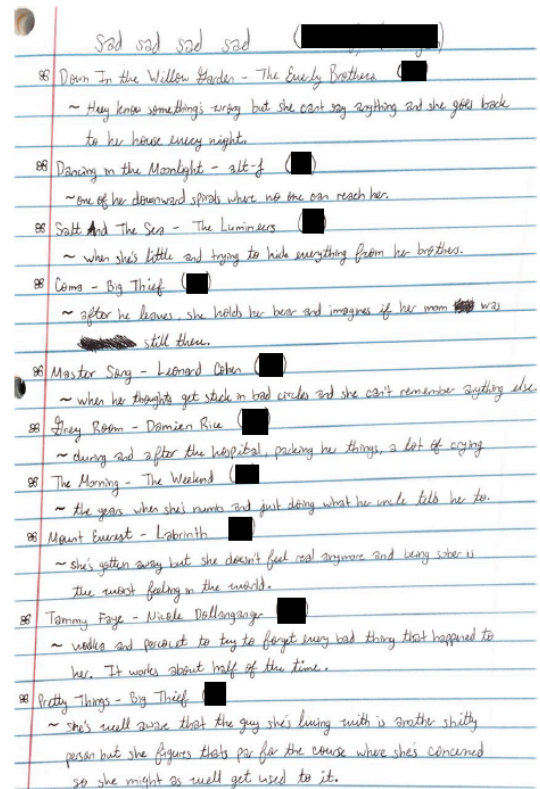 Sad sad sad sad (
Down In the Willow Garden - The Everly Brothers ( )
~ they know something's wrong but she can't say anything and she goes back
to her house every night.
Dancing in the Moonlight - alt-J ( )
~ one of her downward spirals where no one can reach her.
Salt And The Sea - The Lumineers ( )
~ when she's little and trying to hide everything from her brothers.
Coma - Big Thief ( )
~ after he leaves, she holds her bear and imagines if her mom was
still there.
Master Song - Leonard Cohen ( )
~ when her thoughts get stuck in bad circles and she can't remember anything else.
Grey Room - Damien Rice ( )
~ during and after the hospital, packing her things, a lot of crying
The Morning - The Weeknd ( )
~ the years when she's numb and just doing what her uncle tells her to.
Mount Everest - Labrinth ( )
~ she's gotten away but she doesn't feel real anymore and being sober is
the worst feeling in the world.
Tammy Faye - Nicole Dollanganger ( )
~ vodka and percocet to try to forget every bad thing that happened to
her. It works about half of the time.
Pretty Things - Big Thief ( )
~ she's well aware that the guy she's living with is another shitty
person but she figures thats par for the course where she's concerned
so she might as well get used to it.